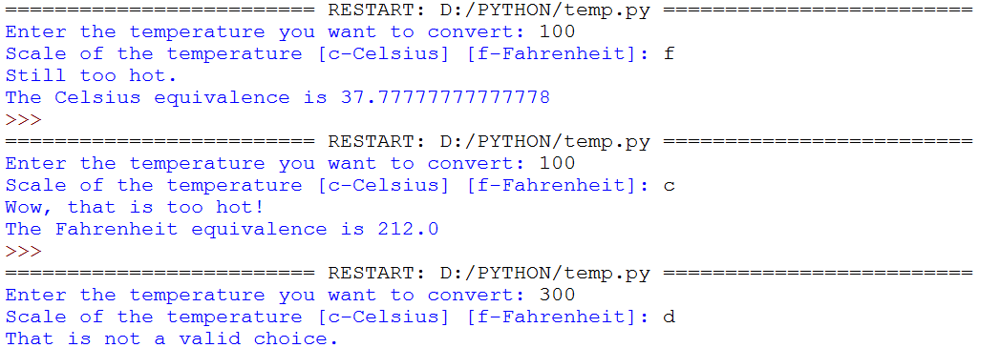 ========================= RESTART: D:/PYTHON/temp.py =========================
Enter the temperature you want to convert: 100
Scale of the temperature [c-Celsius] [f-Fahrenheit]: f
Still too hot.
The Celsius equivalence is 37.77777777777778
>>>
========================= RESTART: D:/PYTHON/temp.py =========================
Enter the temperature you want to convert: 100
Scale of the temperature [c-Celsius] [f-Fahrenheit]: c
Wow, that is too hot!
The Fahrenheit equivalence is 212.0
>>>
========================= RESTART: D:/PYTHON/temp.py =========================
Enter the temperature you want to convert: 300
Scale of the temperature [c-Celsius] [f-Fahrenheit]: d
That is not a valid choice.